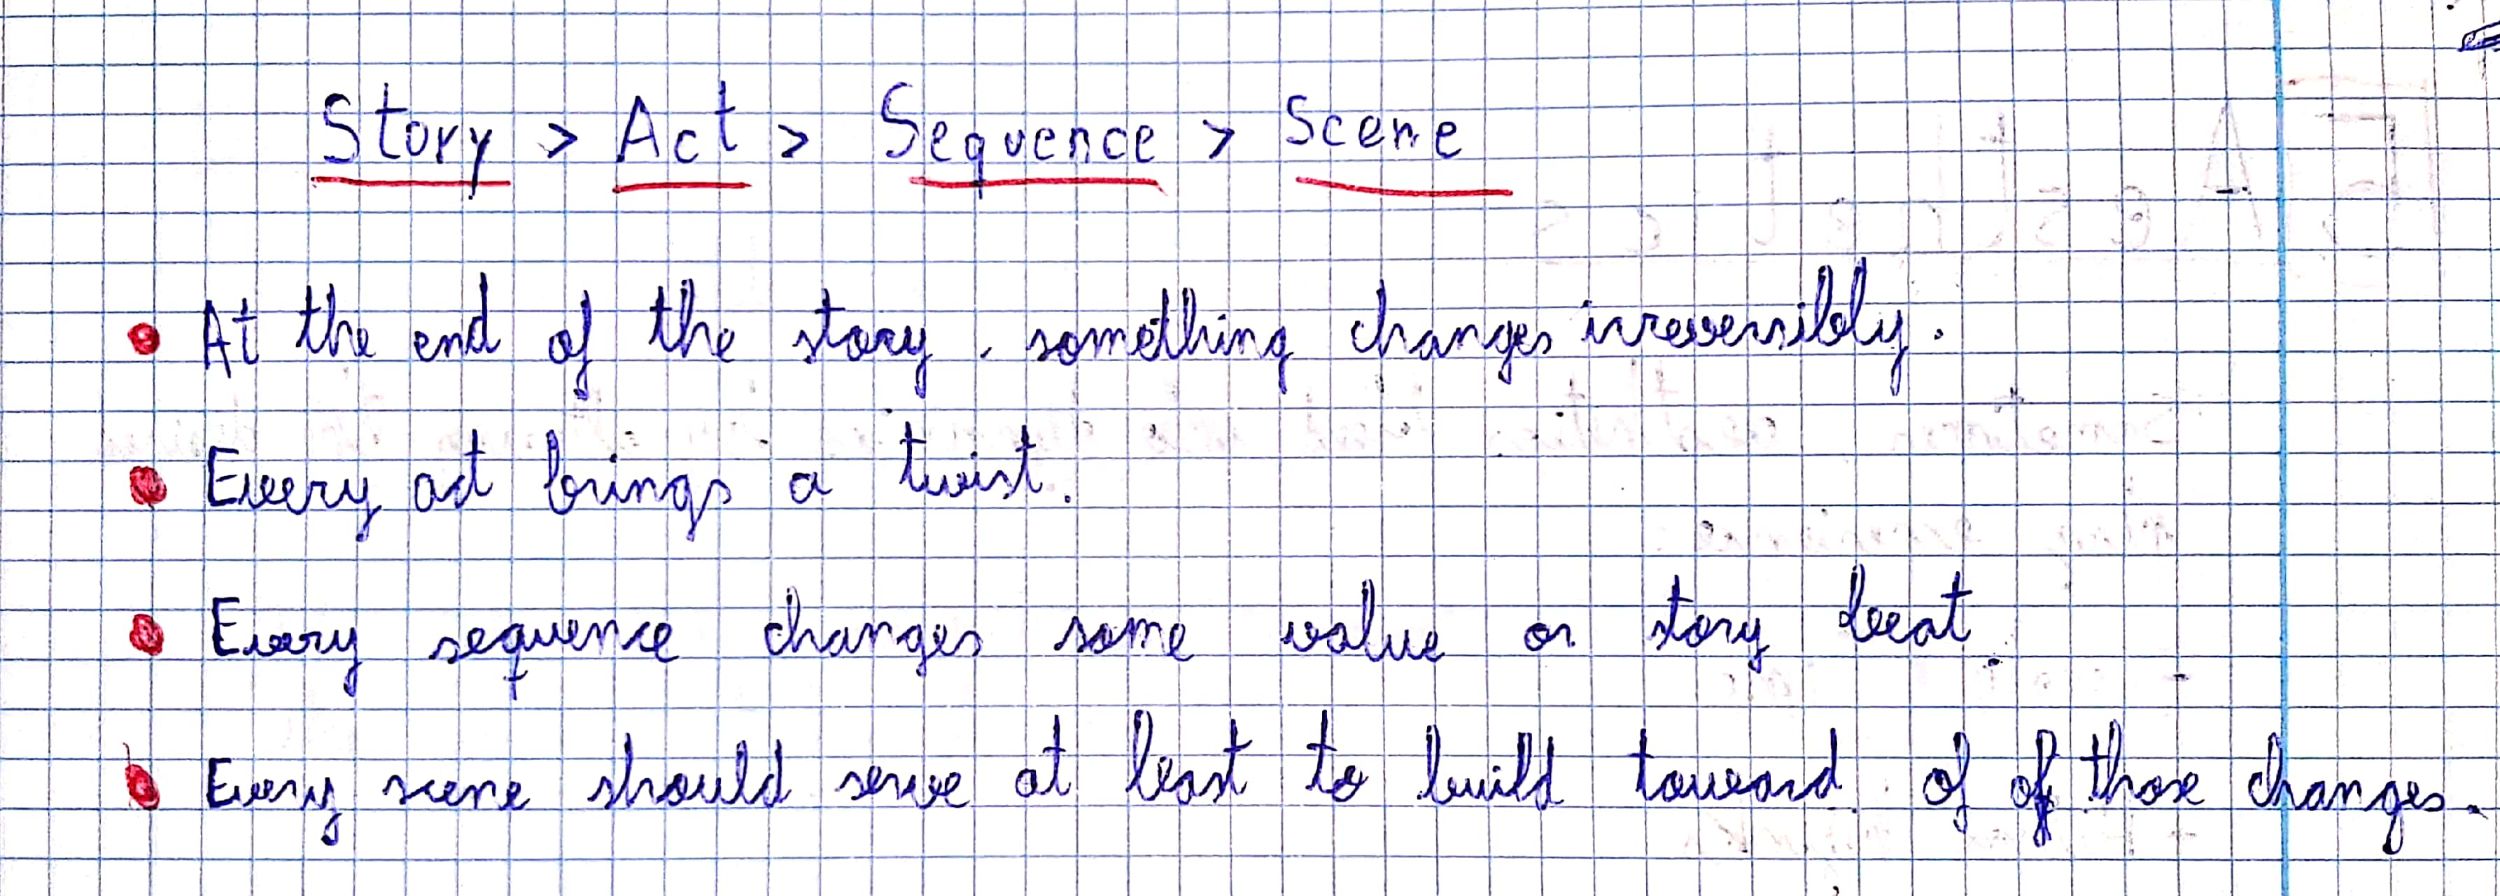 Story > Act > Sequence > Scene
• At the end of the story, something changes irreversibly.
• Every act brings a twist.
• Every sequence changes some value or story beat.
• Every scene should serve at least to build toward of of those changes.